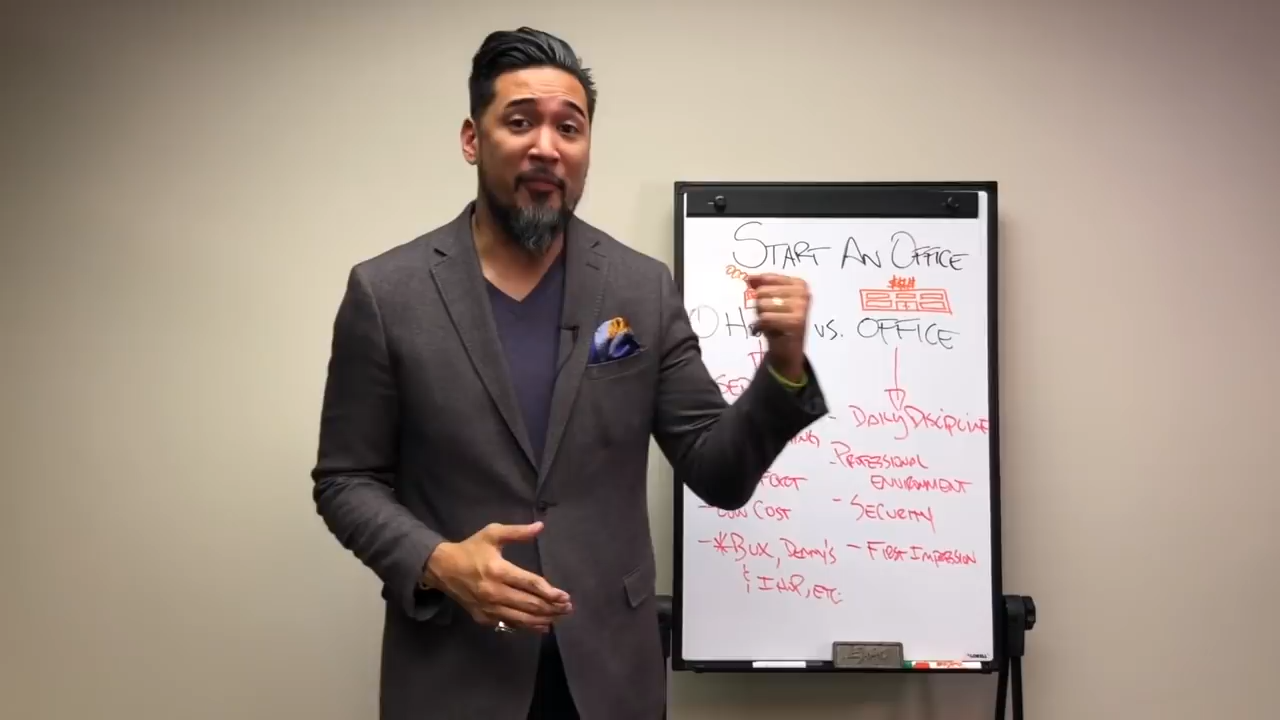 START AN OFFICE
$$$
VS. OFFICE
- DAILY DISCIPLINE
- PROFESSIONAL
ENVIRONMENT
- LOW COST
- SECURITY
- *BUX, DENNY'S
- FIRST IMPRESSION
& IHOP, ETC.